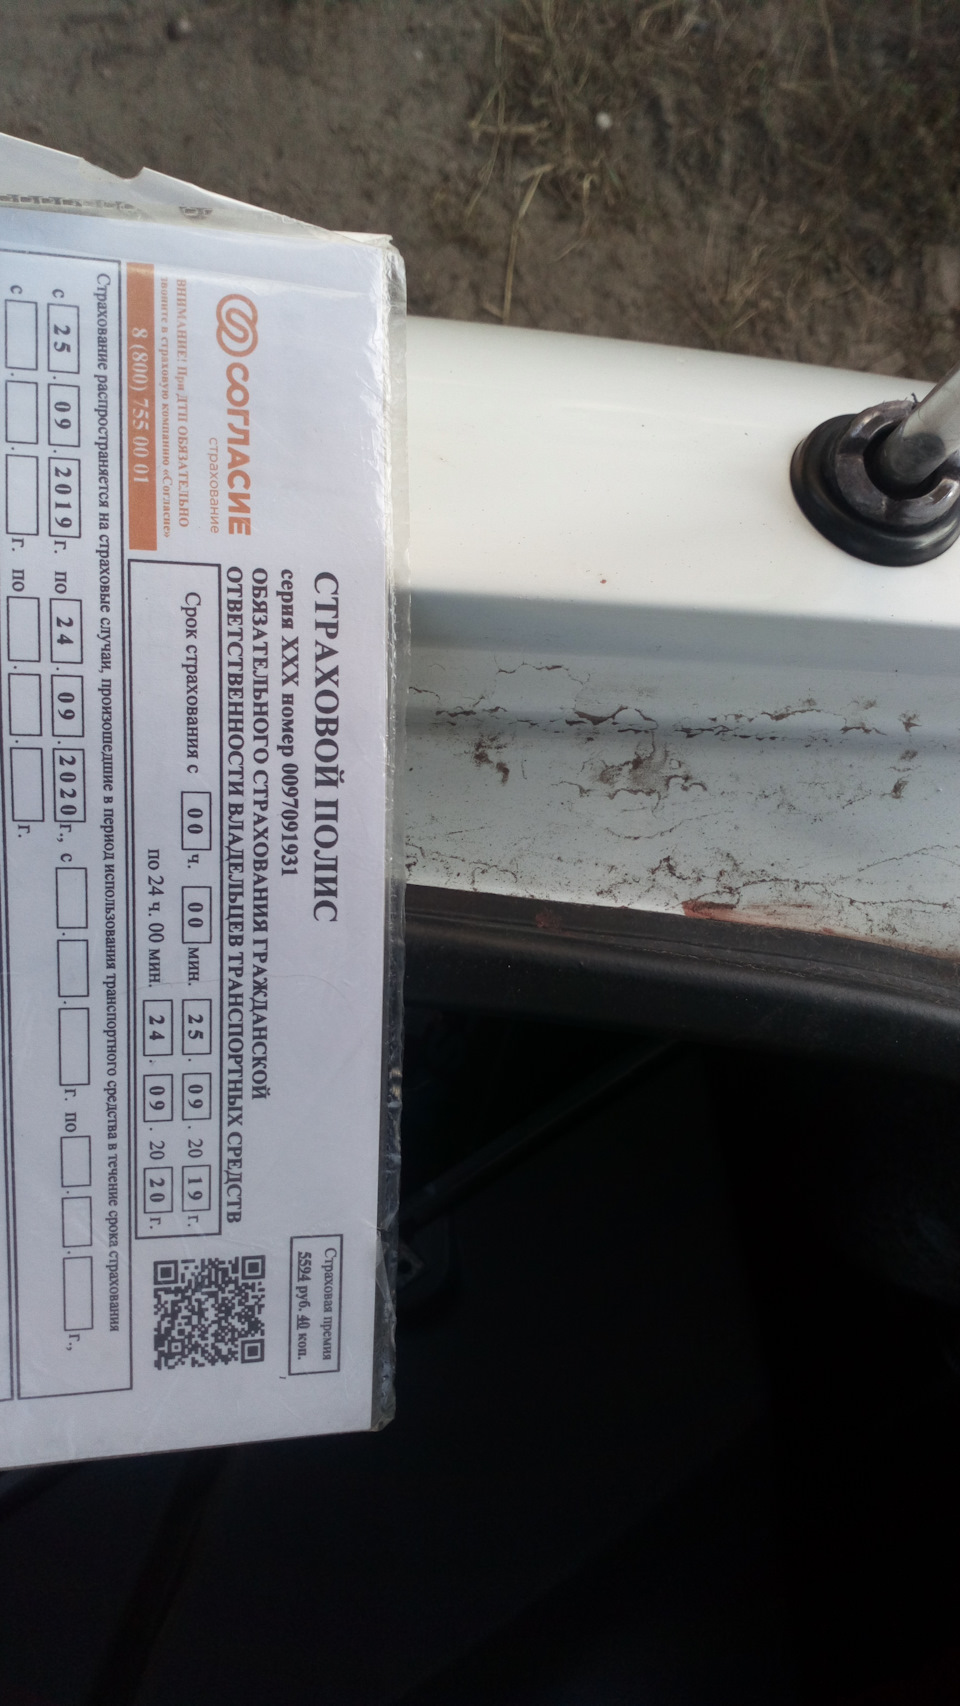 СОГЛАСИЕ
страхование
ВНИМАНИЕ! При ДТП ОБЯЗАТЕЛЬНО
звоните в страховую компанию «Согласие»
8 (800) 755 00 01
СТРАХОВОЙ ПОЛИС
серия XXX номер 0097091931
ОБЯЗАТЕЛЬНОГО СТРАХОВАНИЯ ГРАЖДАНСКОЙ
ОТВЕТСТВЕННОСТИ ВЛАДЕЛЬЦЕВ ТРАНСПОРТНЫХ СРЕДСТВ
Страховая премия
5594 руб. 40 коп.
Срок страхования с 00 ч. 00 мин. 25 . 09 . 20 19 г.
по 24 ч. 00 мин. 24 . 09 . 20 20 г.
Страхование распространяется на страховые случаи, произошедшие в период использования транспортного средства в течение срока страхования
с 25 . 09 . 2019 г. по 24 . 09 . 2020 г., с . . г. по . . г.,
с . . г. по . . г.